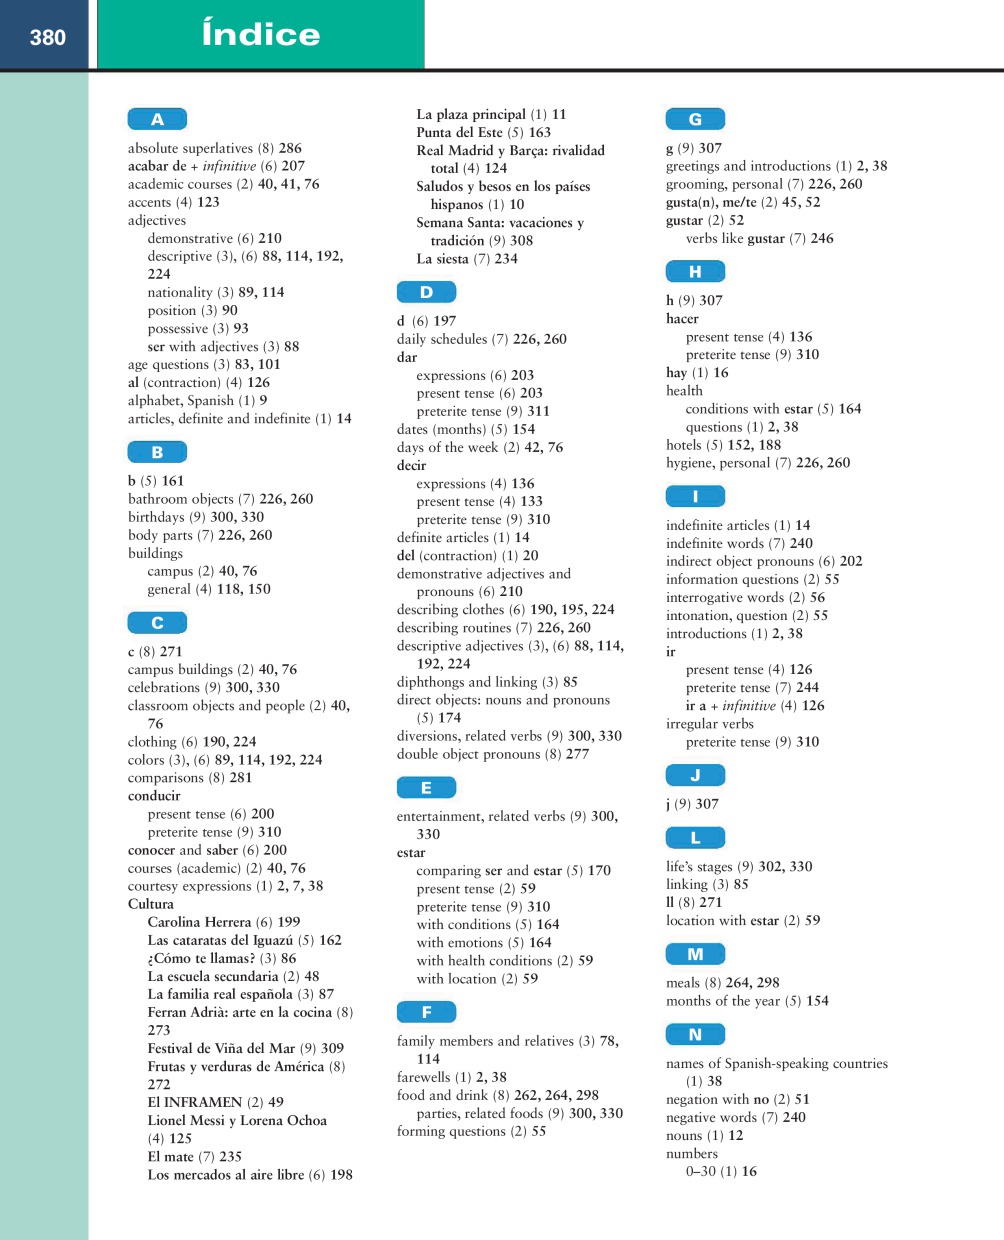 380
Índice
A
absolute superlatives (8) 286
acabar de + infinitive (6) 207
academic courses (2) 40, 41, 76
accents (4) 123
adjectives
demonstrative (6) 210
descriptive (3), (6) 88, 114, 192,
224
nationality (3) 89, 114
position (3) 90
possessive (3) 93
ser with adjectives (3) 88
age questions (3) 83, 101
al (contraction) (4) 126
alphabet, Spanish (1) 9
articles, definite and indefinite (1) 14
B
b (5) 161
bathroom objects (7) 226, 260
birthdays (9) 300, 330
body parts (7) 226, 260
buildings
campus (2) 40, 76
general (4) 118, 150
C
c (8) 271
campus buildings (2) 40, 76
celebrations (9) 300, 330
classroom objects and people (2) 40,
76
clothing (6) 190, 224
colors (3), (6) 89, 114, 192, 224
comparisons (8) 281
conducir
present tense (6) 200
preterite tense (9) 310
conocer and saber (6) 200
courses (academic) (2) 40, 76
courtesy expressions (1) 2, 7, 38
Cultura
Carolina Herrera (6) 199
Las cataratas del Iguazú (5) 162
¿Cómo te llamas? (3) 86
La escuela secundaria (2) 48
La familia real española (3) 87
Ferran Adrià: arte en la cocina (8)
273
Festival de Viña del Mar (9) 309
Frutas y verduras de América (8)
272
El INFRAMEN (2) 49
Lionel Messi y Lorena Ochoa
(4) 125
El mate (7) 235
Los mercados al aire libre (6) 198
La plaza principal (1) 11
Punta del Este (5) 163
Real Madrid y Barça: rivalidad
total (4) 124
Saludos y besos en los países
hispanos (1) 10
Semana Santa: vacaciones y
tradición (9) 308
La siesta (7) 234
D
d (6) 197
daily schedules (7) 226, 260
dar
expressions (6) 203
present tense (6) 203
preterite tense (9) 311
dates (months) (5) 154
days of the week (2) 42, 76
decir
expressions (4) 136
present tense (4) 133
preterite tense (9) 310
definite articles (1) 14
del (contraction) (1) 20
demonstrative adjectives and
pronouns (6) 210
describing clothes (6) 190, 195, 224
describing routines (7) 226, 260
descriptive adjectives (3), (6) 88, 114,
192, 224
diphthongs and linking (3) 85
direct objects: nouns and pronouns
(5) 174
diversions, related verbs (9) 300, 330
double object pronouns (8) 277
E
entertainment, related verbs (9) 300,
330
estar
comparing ser and estar (5) 170
present tense (2) 59
preterite tense (9) 310
with conditions (5) 164
with emotions (5) 164
with health conditions (2) 59
with location (2) 59
F
family members and relatives (3) 78,
114
farewells (1) 2, 38
food and drink (8) 262, 264, 298
parties, related foods (9) 300, 330
forming questions (2) 55
G
g (9) 307
greetings and introductions (1) 2, 38
grooming, personal (7) 226, 260
gusta(n), me/te (2) 45, 52
gustar (2) 52
verbs like gustar (7) 246
H
h (9) 307
hacer
present tense (4) 136
preterite tense (9) 310
hay (1) 16
health
conditions with estar (5) 164
questions (1) 2, 38
hotels (5) 152, 188
hygiene, personal (7) 226, 260
I
indefinite articles (1) 14
indefinite words (7) 240
indirect object pronouns (6) 202
information questions (2) 55
interrogative words (2) 56
intonation, question (2) 55
introductions (1) 2, 38
ir
present tense (4) 126
preterite tense (7) 244
ir a + infinitive (4) 126
irregular verbs
preterite tense (9) 310
J
j (9) 307
L
life's stages (9) 302, 330
linking (3) 85
ll (8) 271
location with estar (2) 59
M
meals (8) 264, 298
months of the year (5) 154
N
names of Spanish-speaking countries
(1) 38
negation with no (2) 51
negative words (7) 240
nouns (1) 12
numbers
0–30 (1) 16